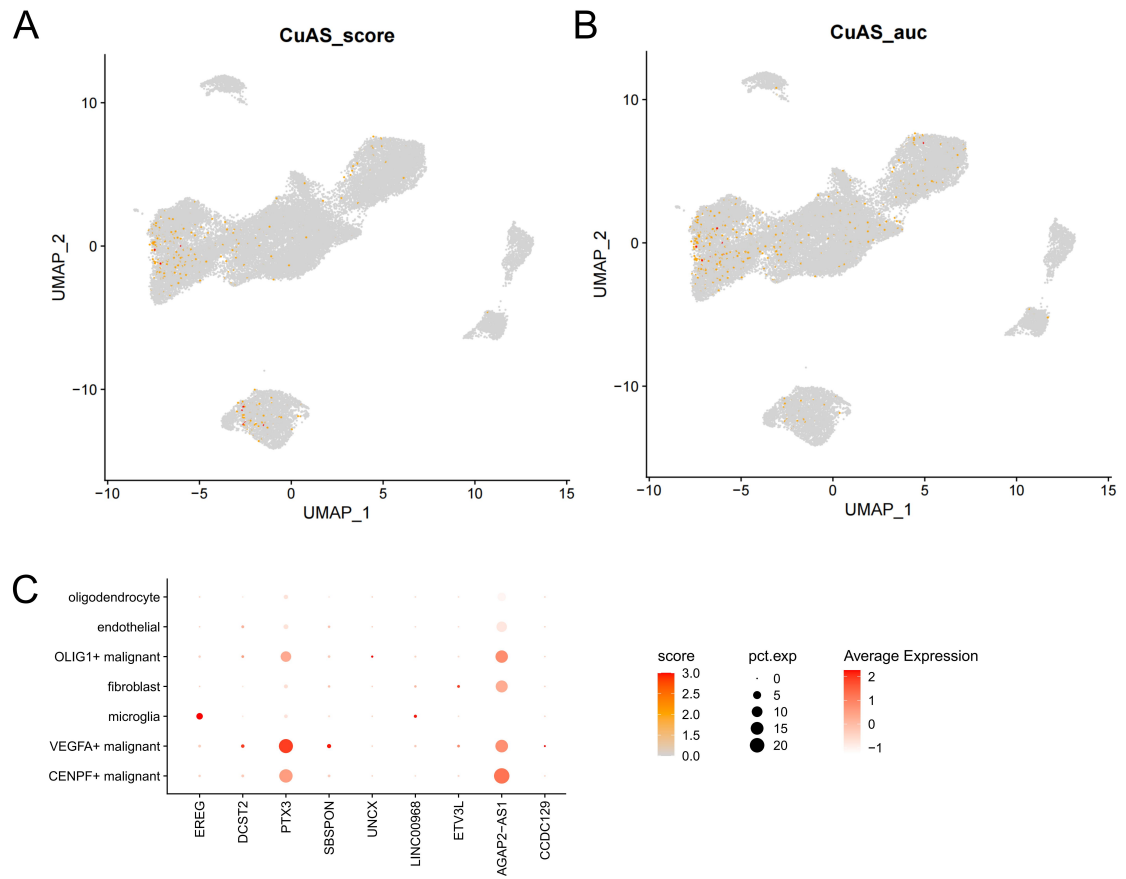 A
CuAS_score
10
0
−10
UMAP_2
−10
−5
0
5
10
15
UMAP_1
B
CuAS_auc
10
0
−10
UMAP_2
−10
−5
0
5
10
15
UMAP_1
C
oligodendrocyte
endothelial
OLIG1+ malignant
fibroblast
microglia
VEGFA+ malignant
CENPF+ malignant
EREG
DCST2
PTX3
SBSPON
UNCX
LINC00968
ETV3L
AGAP2−AS1
CCDC129
score
3.0
2.5
2.0
1.5
1.0
0.0
pct.exp
0
5
10
15
20
Average Expression
2
1
0
−1